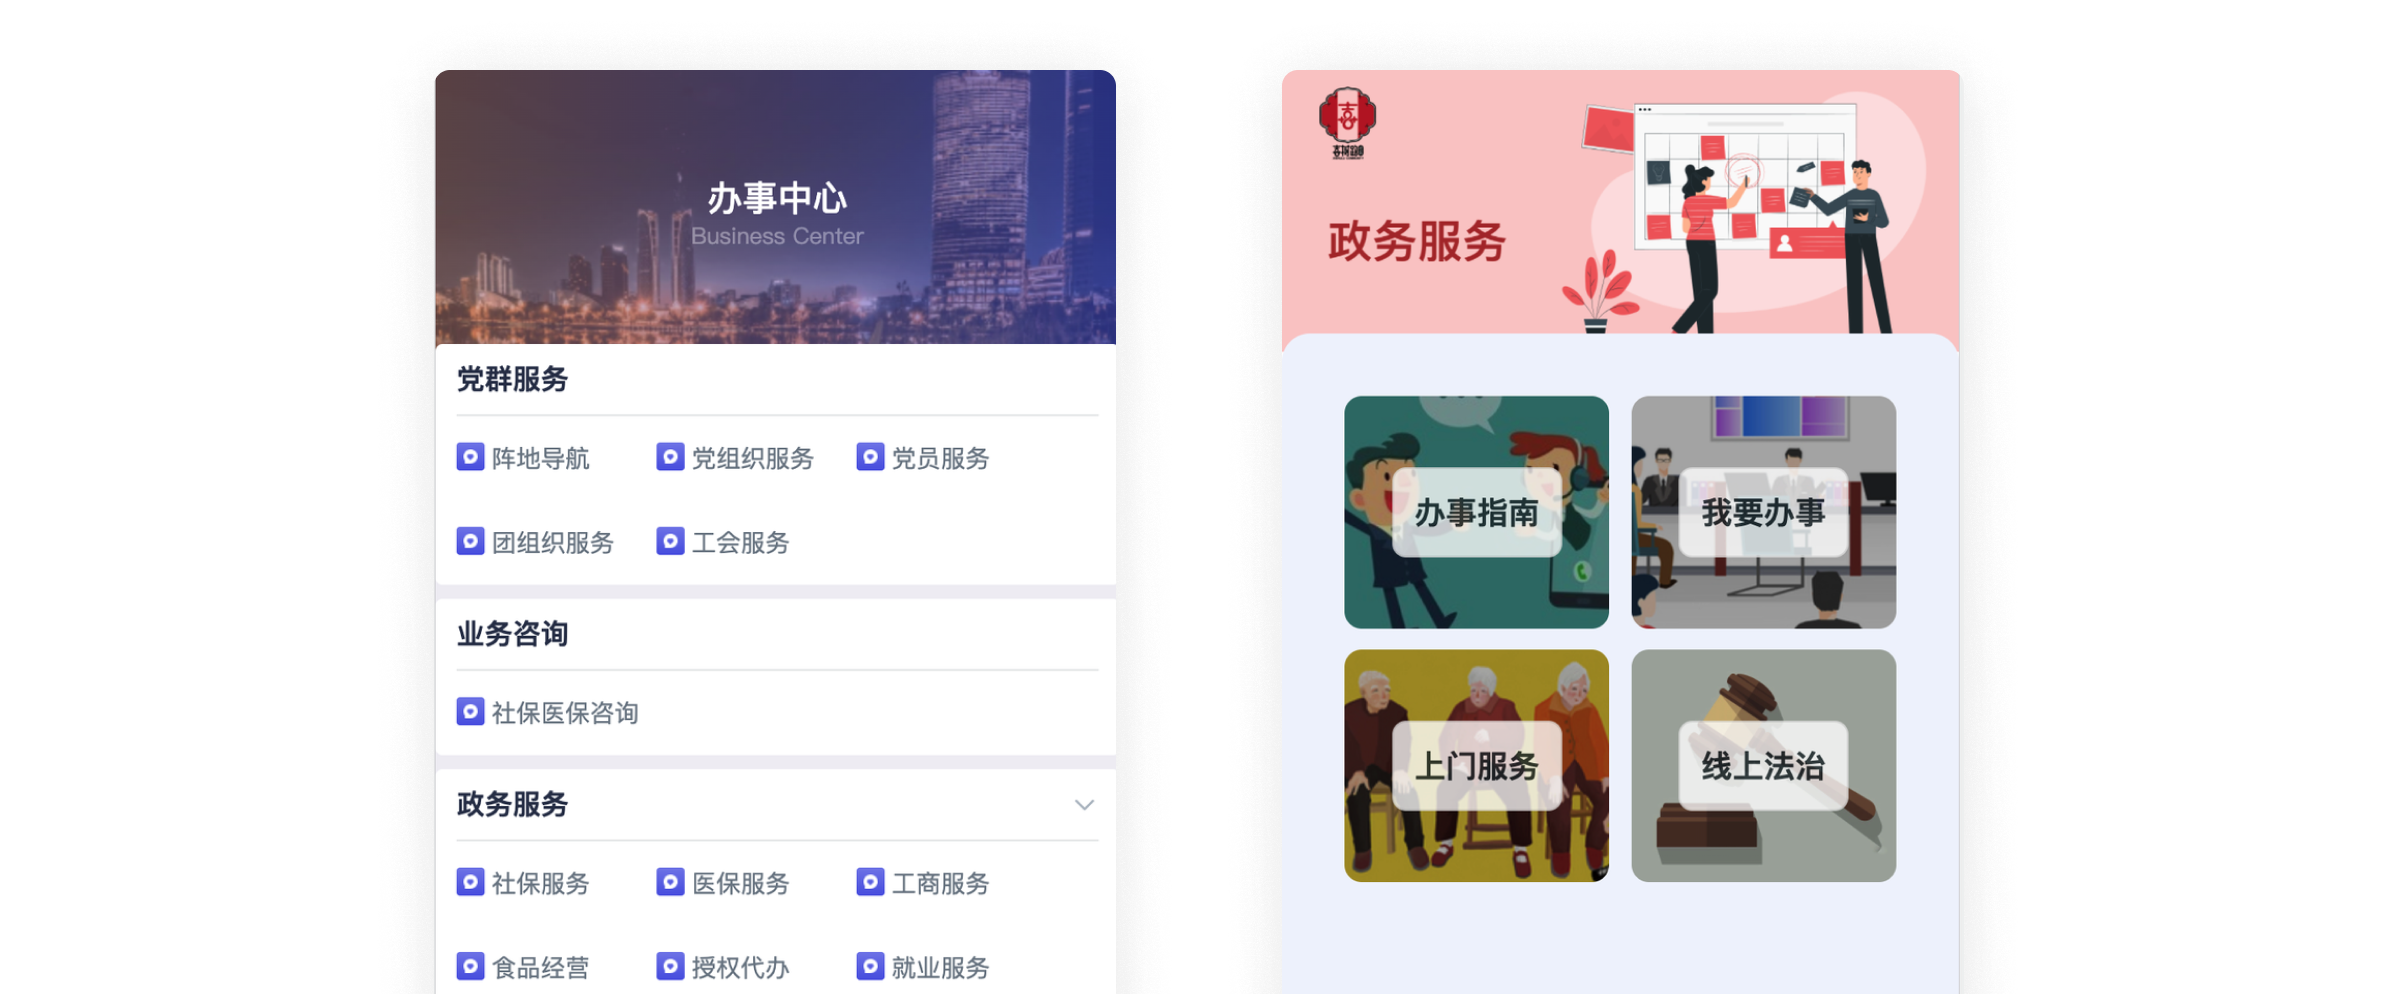 办事中心
Business Center
党群服务
阵地导航 党组织服务 党员服务
团组织服务 工会服务
业务咨询
社保医保咨询
政务服务
社保服务 医保服务 工商服务
食品经营 授权代办 就业服务
政务服务
办事指南 我要办事
上门服务 线上法治